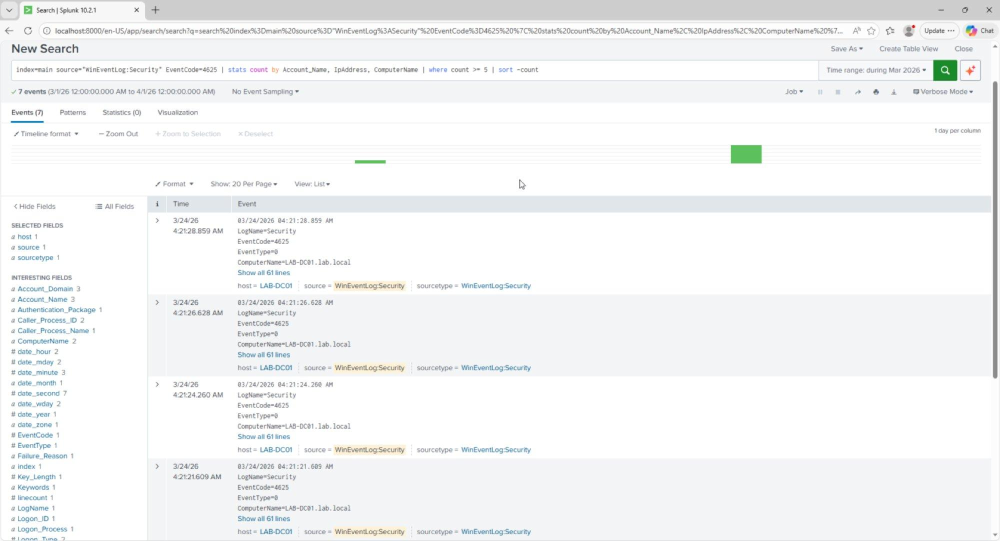 Search | Splunk 10.2.1
localhost:8000/en-US/app/search/search?q=search%20index%3Dmain%20source%3D"WinEventLog%3ASecurity"%20EventCode%3D4625%20%7C%20stats%20count%20by%20Account_Name%2C%20IpAddress%2C%20ComputerName%20%7...
Update
Chat
New Search
Save As
Create Table View
Close
index=main source="WinEventLog:Security" EventCode=4625 | stats count by Account_Name, IpAddress, ComputerName | where count >= 5 | sort -count
Time range: during Mar 2026
7 events (3/1/26 12:00:00.000 AM to 4/1/26 12:00:00.000 AM)
No Event Sampling
Job
Verbose Mode
Events (7)
Patterns
Statistics (0)
Visualization
Timeline format
Zoom Out
+ Zoom to Selection
Deselect
1 day per column
Format
Show: 20 Per Page
View: List
Hide Fields
All Fields
SELECTED FIELDS
a host 1
a source 1
a sourcetype 1
INTERESTING FIELDS
a Account_Domain 3
a Account_Name 3
a Authentication_Package 1
a Caller_Process_ID 2
a Caller_Process_Name 1
a ComputerName 2
# date_hour 2
# date_mday 2
# date_minute 3
a date_month 1
# date_second 7
a date_wday 2
# date_year 1
a date_zone 1
# EventCode 1
# EventType 1
a Failure_Reason 1
a index 1
# Key_Length 1
a Keywords 1
# linecount 1
a LogName 1
a Logon_ID 1
a Logon_Process 1
# Logon_Type 2
i Time Event
3/24/26
4:21:28.859 AM
03/24/2026 04:21:28.859 AM
LogName=Security
EventCode=4625
EventType=0
ComputerName=LAB-DC01.lab.local
Show all 61 lines
host = LAB-DC01 source = WinEventLog:Security sourcetype = WinEventLog:Security
3/24/26
4:21:26.628 AM
03/24/2026 04:21:26.628 AM
LogName=Security
EventCode=4625
EventType=0
ComputerName=LAB-DC01.lab.local
Show all 61 lines
host = LAB-DC01 source = WinEventLog:Security sourcetype = WinEventLog:Security
3/24/26
4:21:24.260 AM
03/24/2026 04:21:24.260 AM
LogName=Security
EventCode=4625
EventType=0
ComputerName=LAB-DC01.lab.local
Show all 61 lines
host = LAB-DC01 source = WinEventLog:Security sourcetype = WinEventLog:Security
3/24/26
4:21:21.609 AM
03/24/2026 04:21:21.609 AM
LogName=Security
EventCode=4625
EventType=0
ComputerName=LAB-DC01.lab.local
Show all 61 lines
host = LAB-DC01 source = WinEventLog:Security sourcetype = WinEventLog:Security